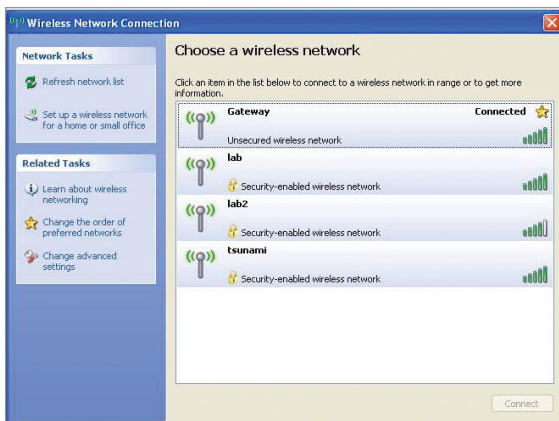 Wireless Network Connection
Network Tasks
Refresh network list
Set up a wireless network
for a home or small office
Related Tasks
Learn about wireless
networking
Change the order of
preferred networks
Change advanced
settings
Choose a wireless network
Click an item in the list below to connect to a wireless network in range or to get more
information.
Gateway Connected
Unsecured wireless network
lab
Security-enabled wireless network
lab2
Security-enabled wireless network
tsunami
Security-enabled wireless network
Connect